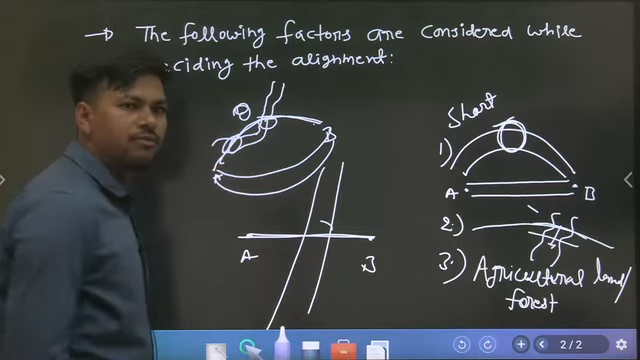 → The following factors are considered while
ciding the alignment:
Short
1)
A B
2.)
3.) Agricultural land/
forest
A B
A B
2 / 2